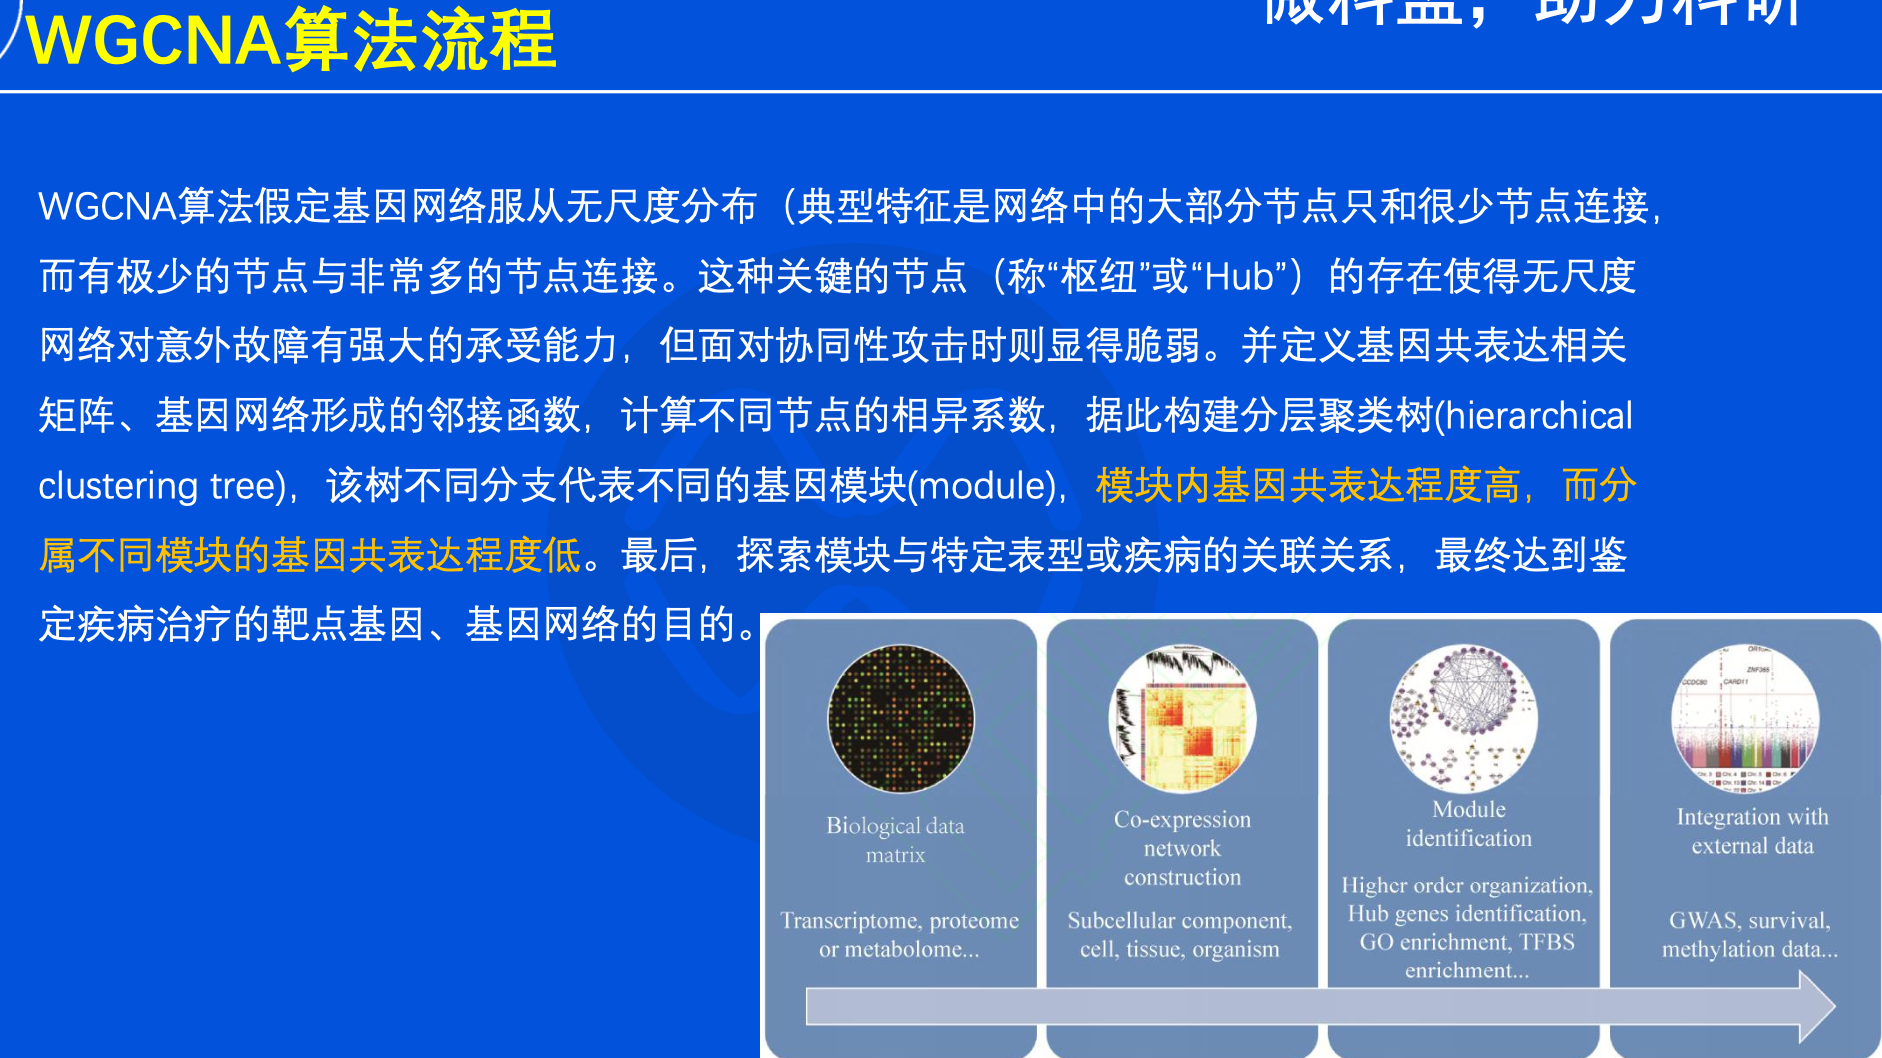 WGCNA算法流程
微科盟，助力科研
WGCNA算法假定基因网络服从无尺度分布（典型特征是网络中的大部分节点只和很少节点连接，
而有极少的节点与非常多的节点连接。这种关键的节点（称“枢纽”或“Hub”）的存在使得无尺度
网络对意外故障有强大的承受能力，但面对协同性攻击时则显得脆弱。并定义基因共表达相关
矩阵、基因网络形成的邻接函数，计算不同节点的相异系数，据此构建分层聚类树(hierarchical
clustering tree)，该树不同分支代表不同的基因模块(module)，模块内基因共表达程度高，而分
属不同模块的基因共表达程度低。最后，探索模块与特定表型或疾病的关联关系，最终达到鉴
定疾病治疗的靶点基因、基因网络的目的。
Biological data
matrix
Transcriptome, proteome
or metabolome...
Co-expression
network
construction
Subcellular component,
cell, tissue, organism
Module
identification
Higher order organization,
Hub genes identification,
GO enrichment, TFBS
enrichment...
ZNF365
CCDC80 CARD11
Integration with
external data
GWAS, survival,
methylation data...